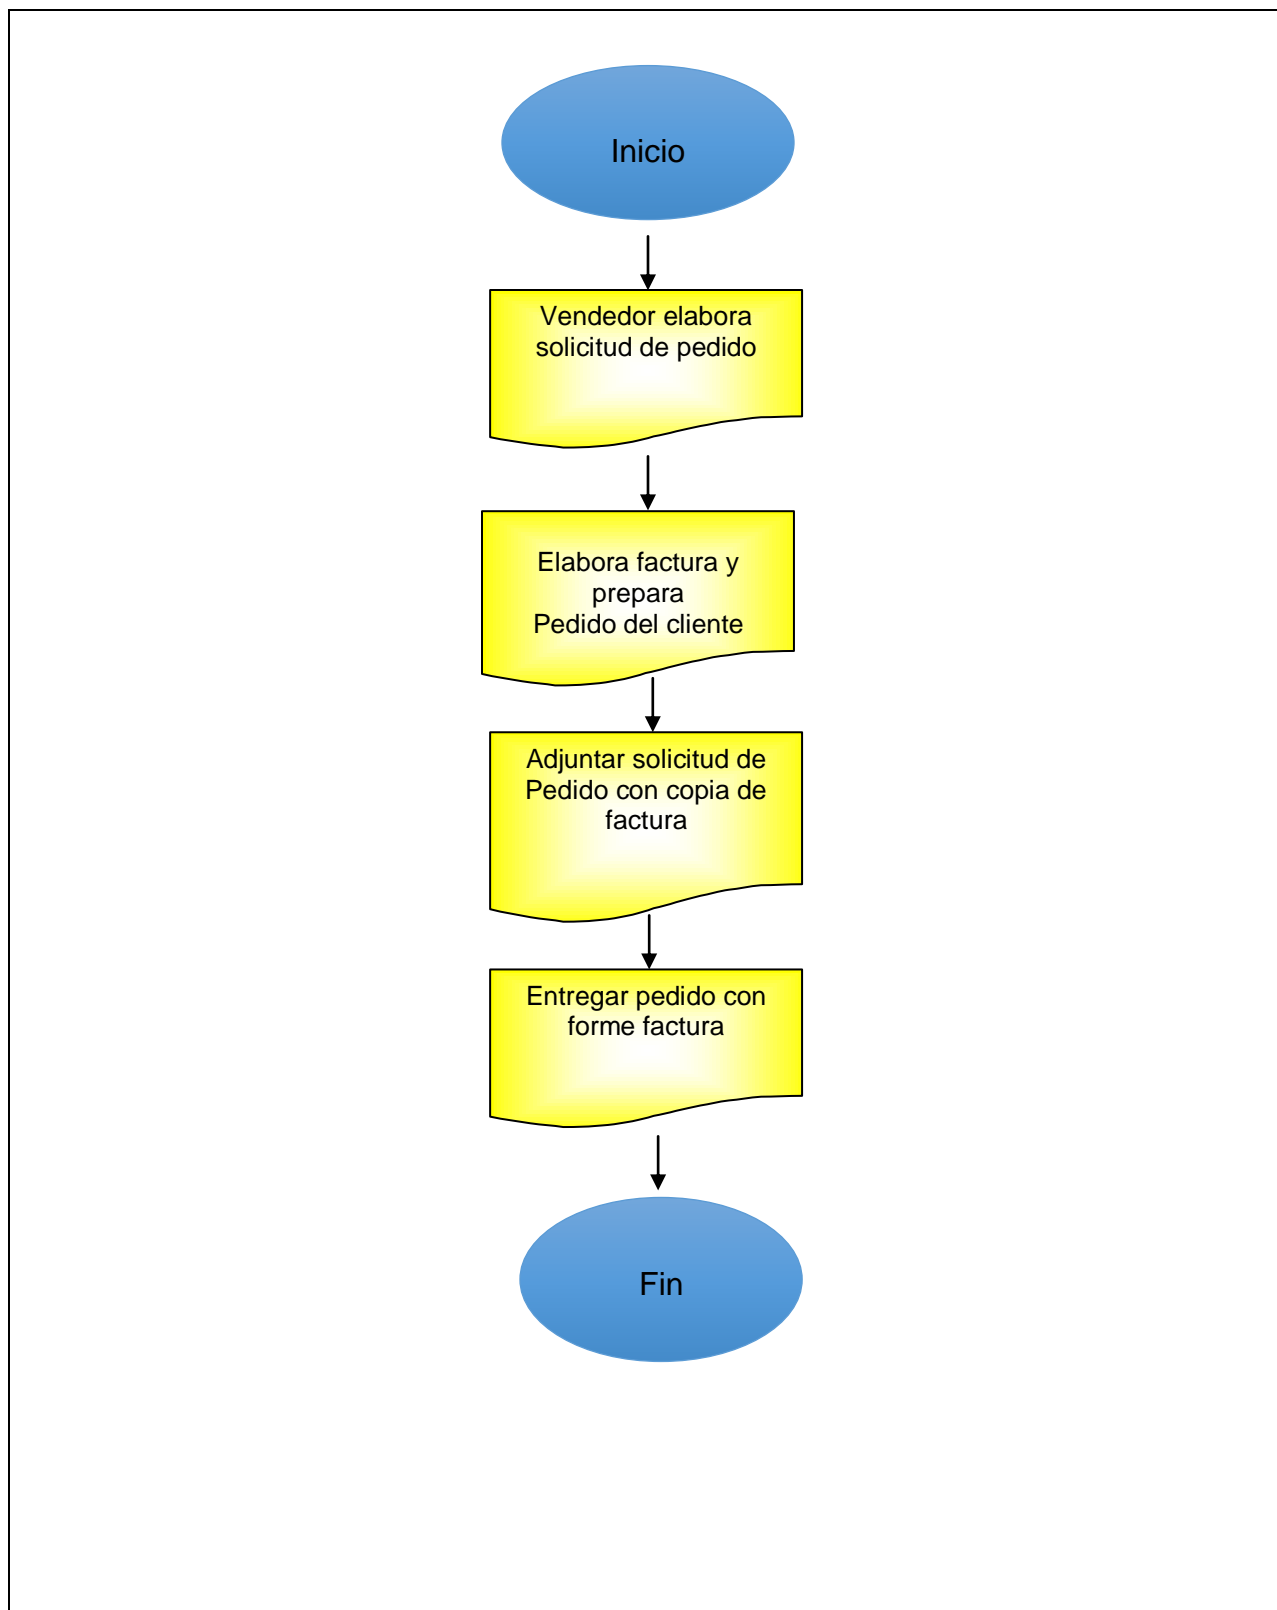 Inicio
Vendedor elabora
solicitud de pedido
Elabora factura y
prepara
Pedido del cliente
Adjuntar solicitud de
Pedido con copia de
factura
Entregar pedido con
forme factura
Fin